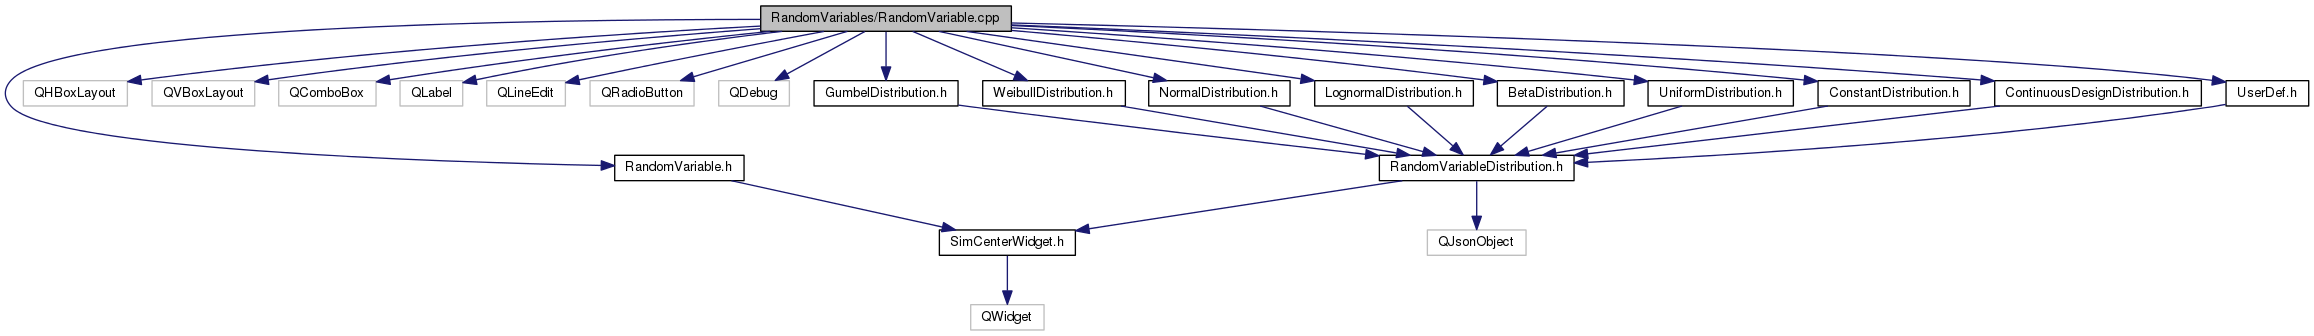 RandomVariables/RandomVariable.cpp
QHBoxLayout
QVBoxLayout
QComboBox
QLabel
QLineEdit
QRadioButton
QDebug
GumbelDistribution.h
WeibullDistribution.h
NormalDistribution.h
LognormalDistribution.h
BetaDistribution.h
UniformDistribution.h
ConstantDistribution.h
ContinuousDesignDistribution.h
UserDef.h
RandomVariable.h
RandomVariableDistribution.h
SimCenterWidget.h
QJsonObject
QWidget